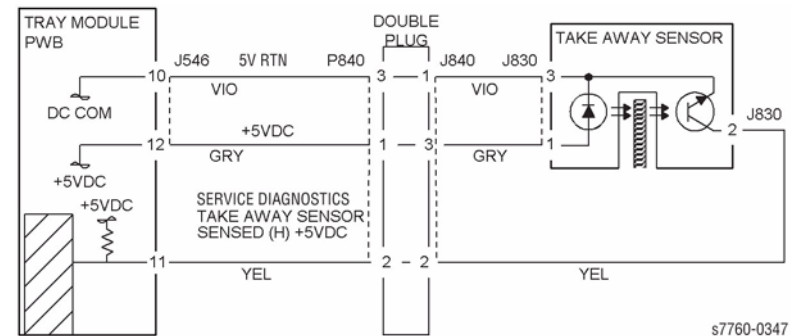 TRAY MODULE
PWB
DOUBLE
PLUG
TAKE AWAY SENSOR
10 J546 5V RTN P840 3 1 J840 J830 3
VIO VIO
DC COM
J830
2
12 +5VDC 1 3 1
GRY GRY
+5VDC
+5VDC
SERVICE DIAGNOSTICS
TAKE AWAY SENSOR
SENSED (H) +5VDC
11 2 2
YEL YEL
s7760-0347